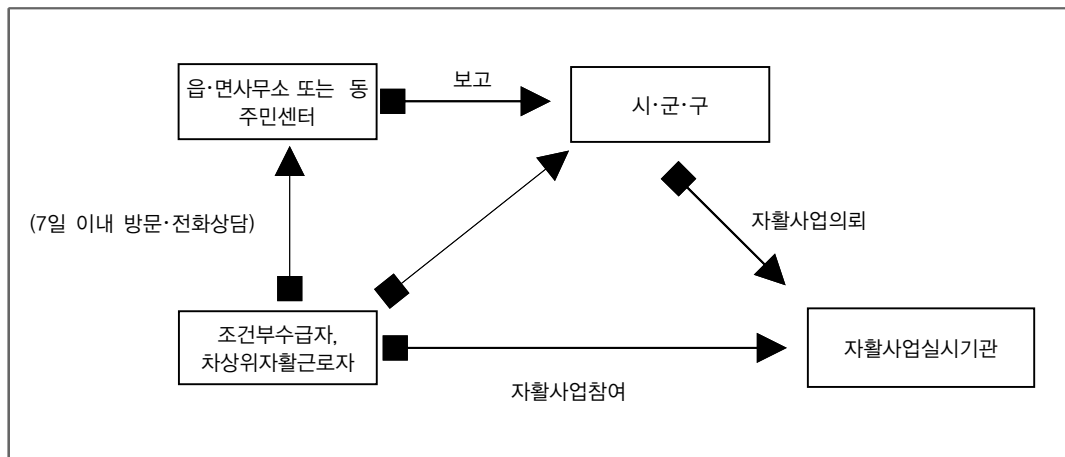 읍·면사무소 또는 동
주민센터
보고
시·군·구
(7일 이내 방문·전화상담)
자활사업의뢰
조건부수급자,
차상위자활근로자
자활사업실시기관
자활사업참여